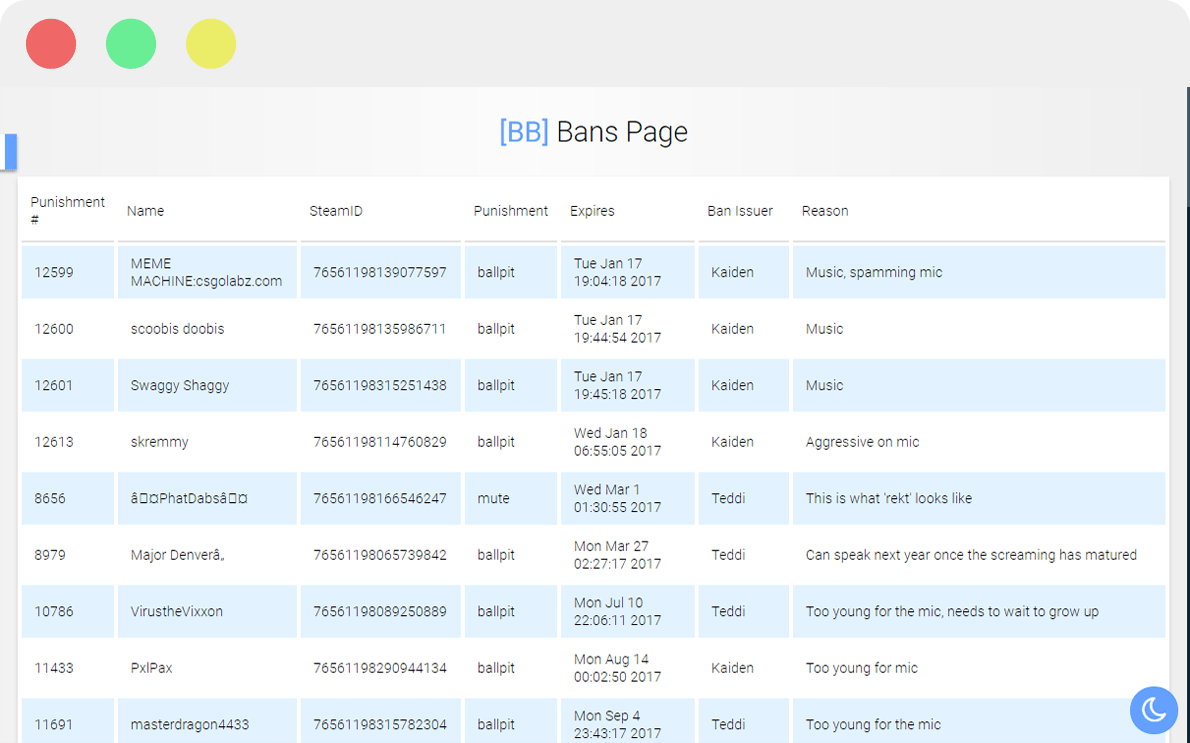 [BB] Bans Page
Punishment # Name SteamID Punishment Expires Ban Issuer Reason
12599 MEME MACHINE:csgolabz.com 76561198139077597 ballpit Tue Jan 17 19:04:18 2017 Kaiden Music, spamming mic
12600 scoobis doobis 76561198135986711 ballpit Tue Jan 17 19:44:54 2017 Kaiden Music
12601 Swaggy Shaggy 76561198315251438 ballpit Tue Jan 17 19:45:18 2017 Kaiden Music
12613 skremmy 76561198114760829 ballpit Wed Jan 18 06:55:05 2017 Kaiden Aggressive on mic
8656 â□¤PhatDabsâ□¤ 76561198166546247 mute Wed Mar 1 01:30:55 2017 Teddi This is what 'rekt' looks like
8979 Major Denverâ„ 76561198065739842 ballpit Mon Mar 27 02:27:17 2017 Teddi Can speak next year once the screaming has matured
10786 VirustheVixxon 76561198089250889 ballpit Mon Jul 10 22:06:11 2017 Teddi Too young for the mic, needs to wait to grow up
11433 PxlPax 76561198290944134 ballpit Mon Aug 14 00:02:50 2017 Kaiden Too young for mic
11691 masterdragon4433 76561198315782304 ballpit Mon Sep 4 23:43:17 2017 Teddi Too young for the mic